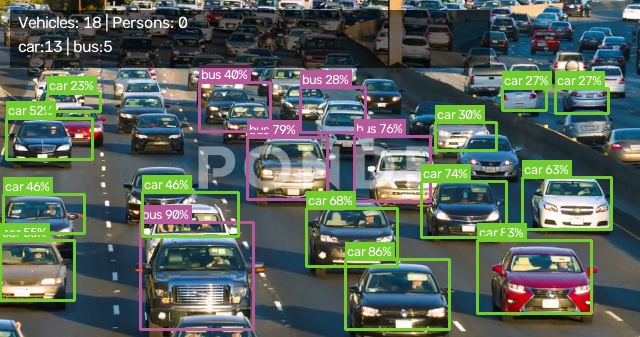 Vehicles: 18 | Persons: 0
car:13 | bus:5
car 23%
bus 40%
bus 28%
car 27%
car 27%
car 52%
bus 79%
bus 76%
car 30%
car 46%
car 46%
car 74%
car 63%
bus 90%
car 68%
car 55%
car 86%